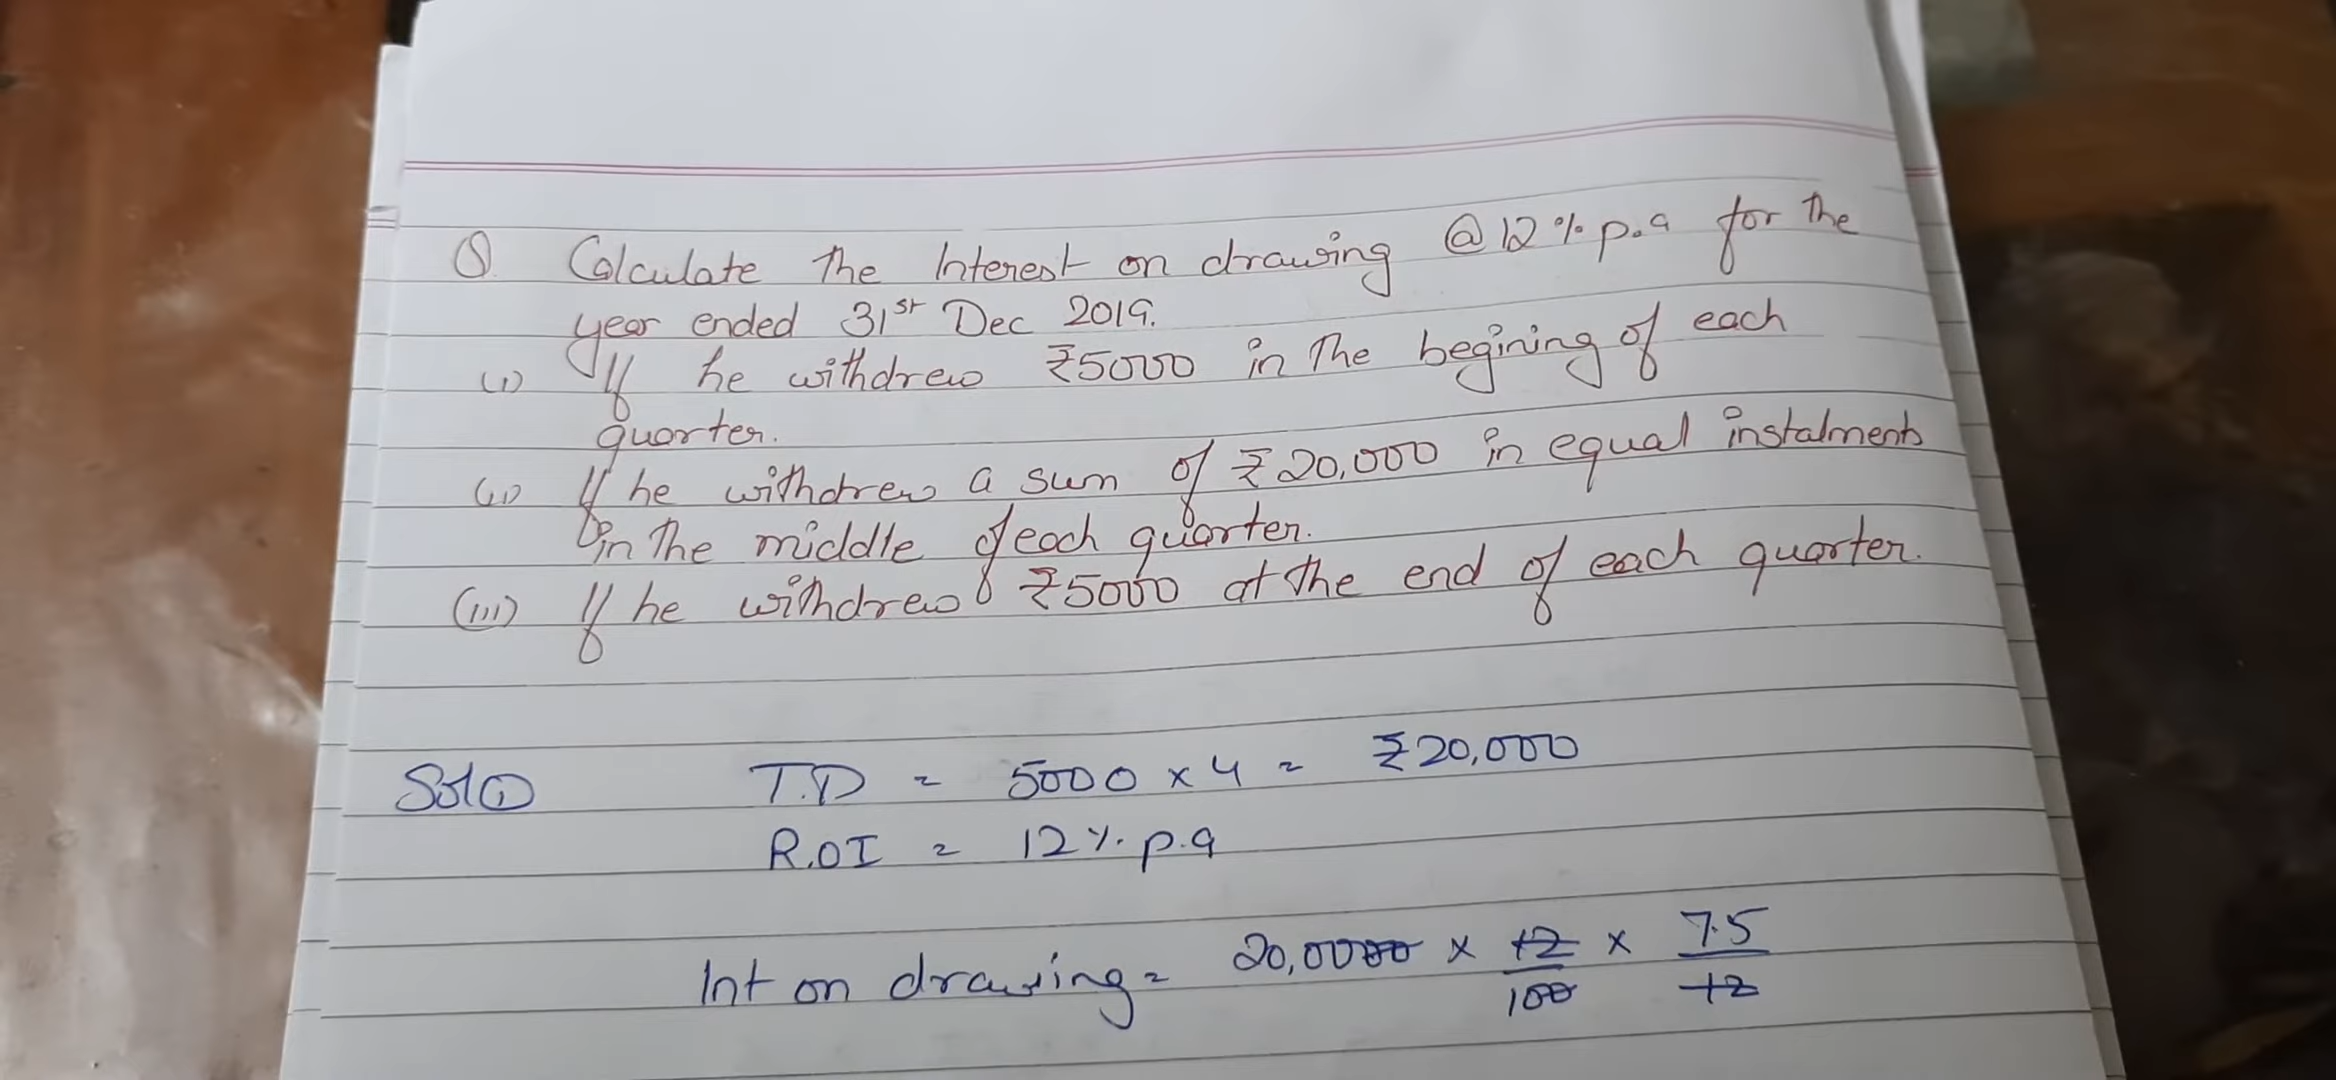 Q. Calculate the Interest on drawing @ 12% p.a for the
year ended 31st Dec 2019.
(i) If he withdrew ₹5000 in the begining of each
quarter.
(ii) If he withdrew a sum of ₹20,000 in equal instalments
in the middle of each quarter.
(iii) If he withdrew ₹5000 at the end of each quarter.
Sol (i) T.D = 5000 x 4 = ₹20,000
R.OI = 12%. p.a
Int on drawing = 20,000 x 12/100 x 7.5/12